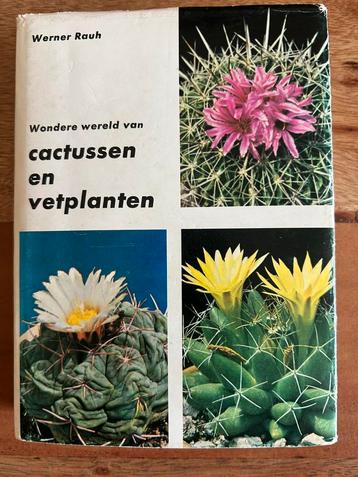 Werner Rauh
Wondere wereld van
cactussen
en
vetplanten